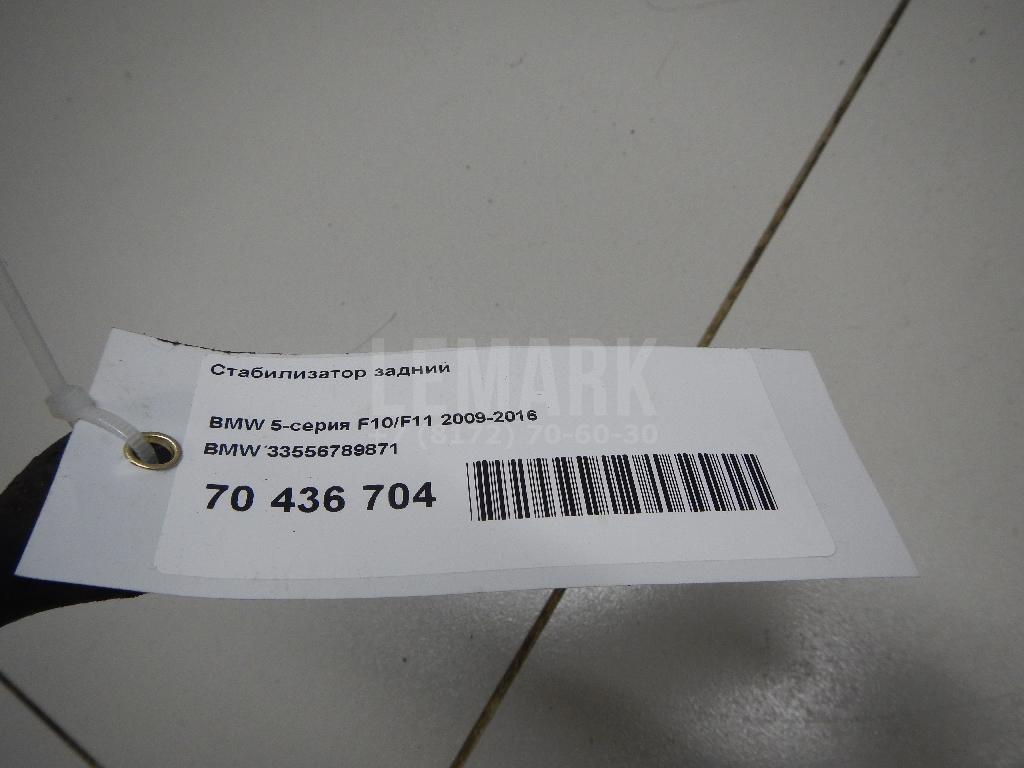 Стабилизатор задний
LEMARK
BMW 5-серия F10/F11 2009-2016
(8172) 70-60-30
BMW 33556789871
70 436 704